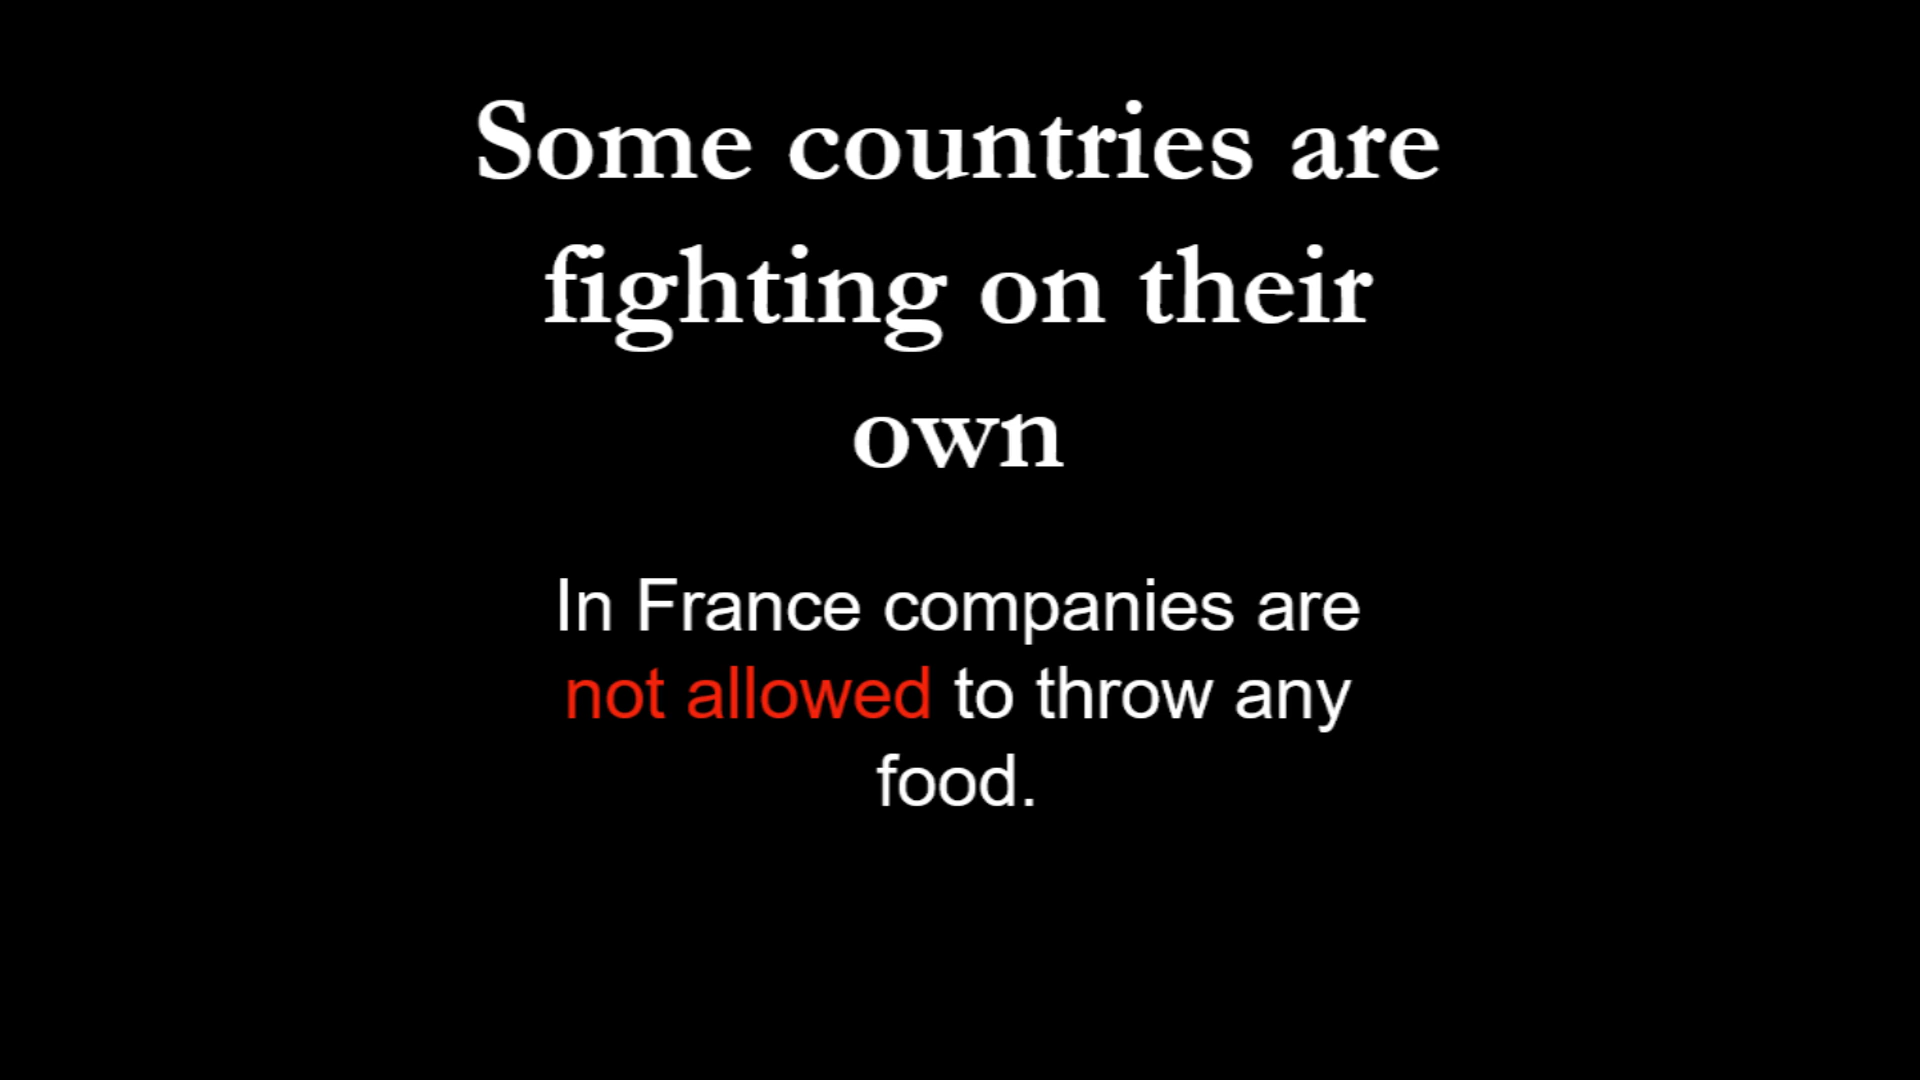 Some countries are
fighting on their
own
In France companies are
not allowed to throw any
food.